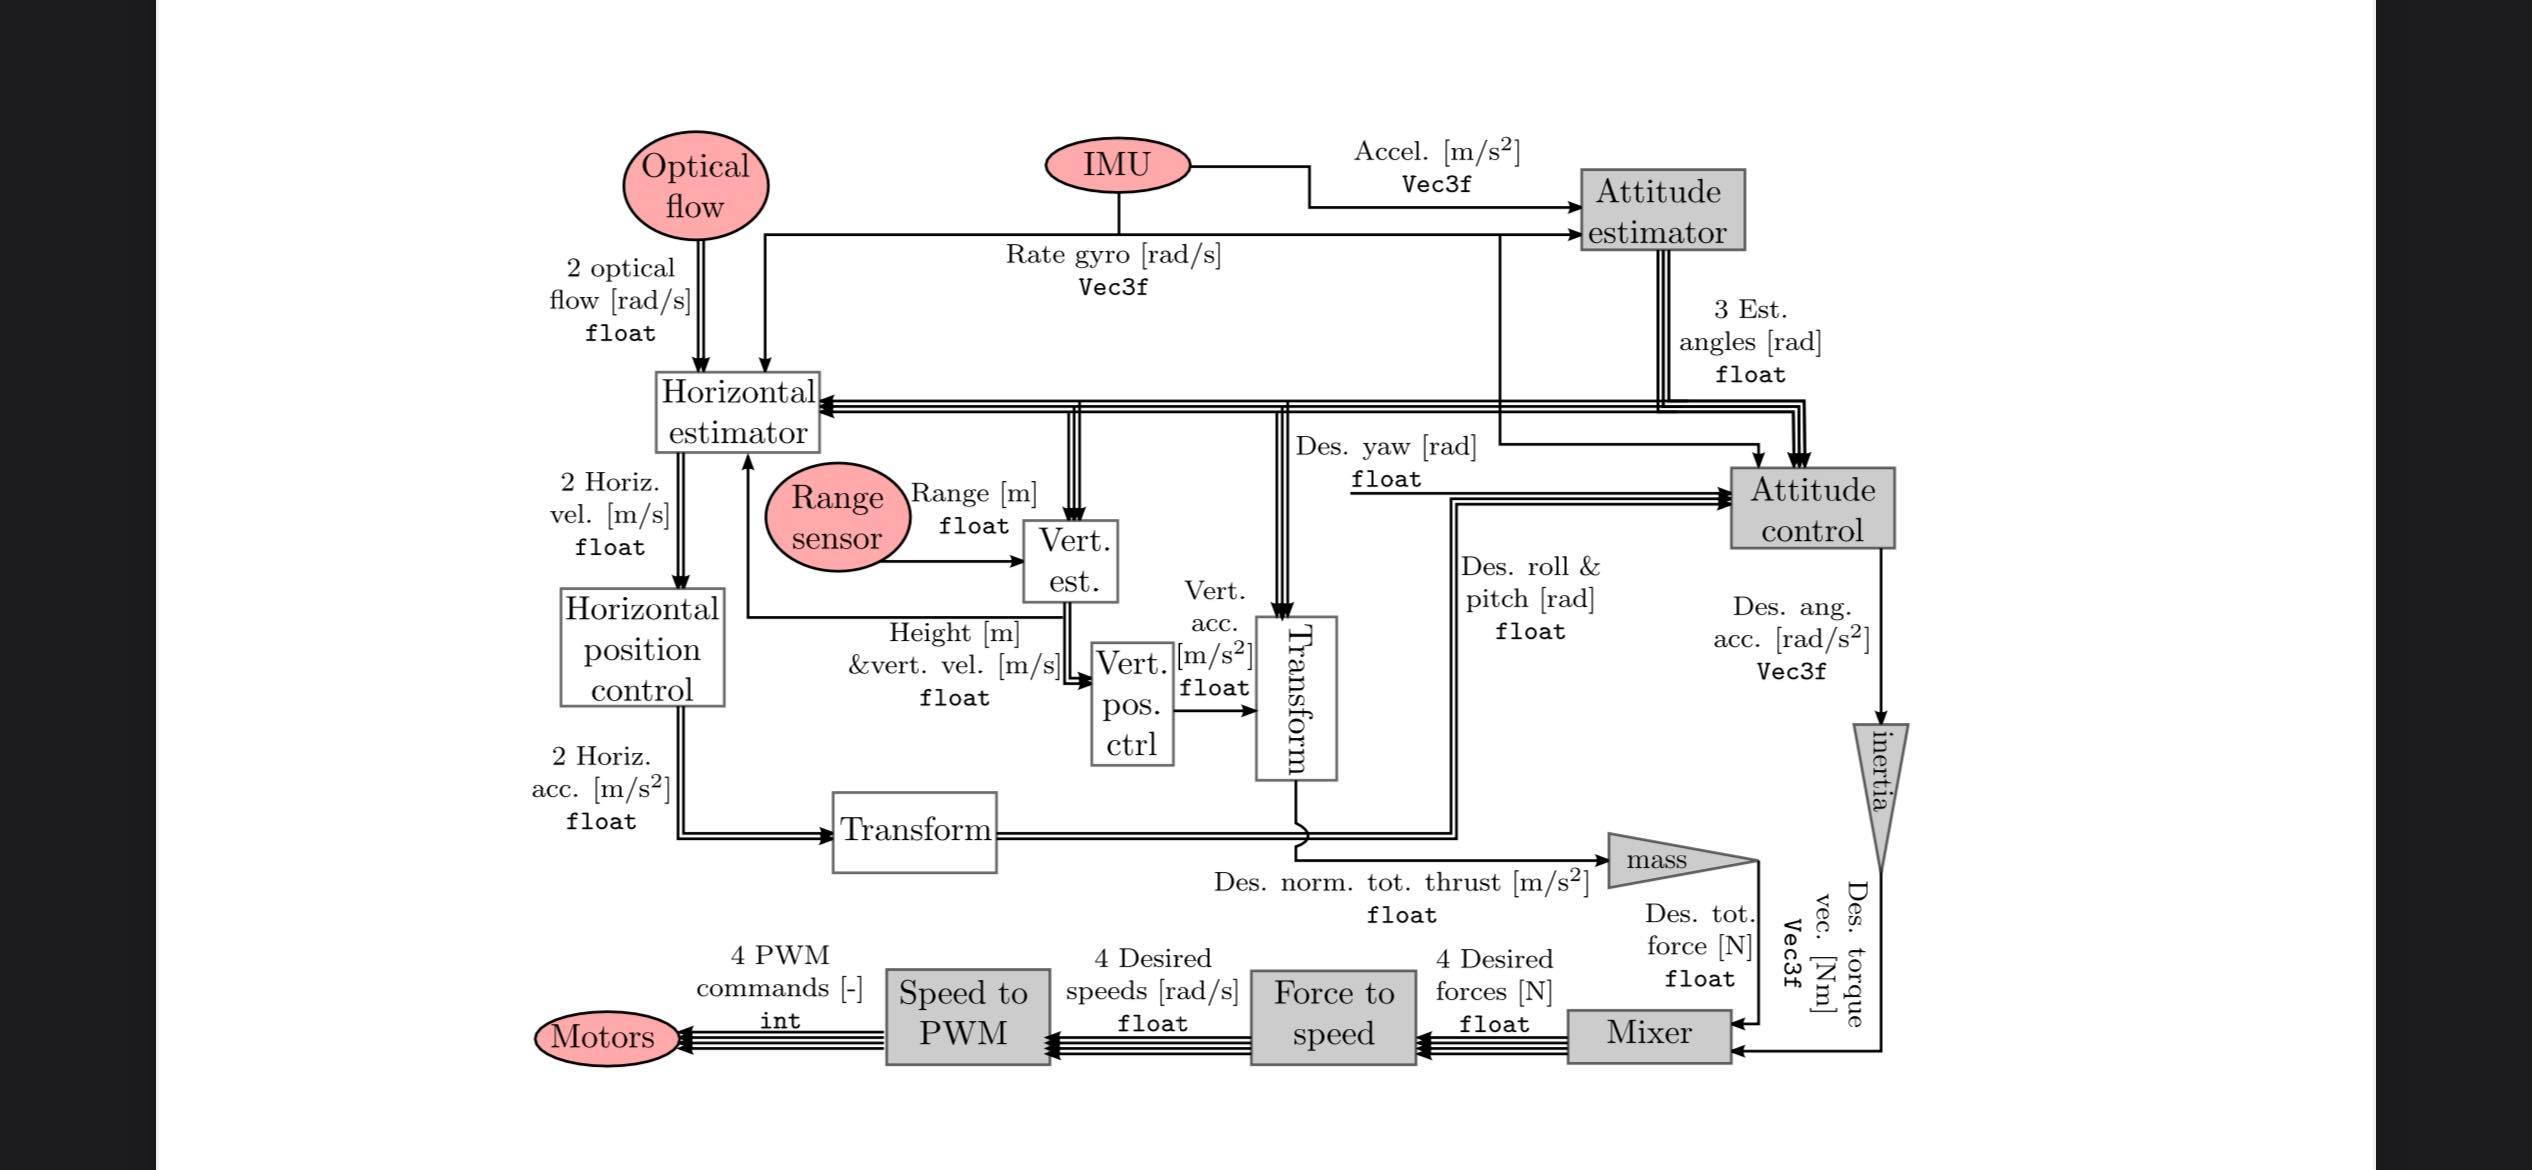 Optical
flow
IMU
Accel. [m/s²]
Vec3f
Attitude
estimator
Rate gyro [rad/s]
Vec3f
2 optical
flow [rad/s]
float
3 Est.
angles [rad]
float
Horizontal
estimator
Des. yaw [rad]
float
2 Horiz.
vel. [m/s]
float
Range
sensor
Range [m]
float
Vert.
est.
Attitude
control
Horizontal
position
control
Height [m]
&vert. vel. [m/s]
float
Vert.
pos.
ctrl
Vert.
acc.
[m/s²]
float
Transform
Des. roll &
pitch [rad]
float
Des. ang.
acc. [rad/s²]
Vec3f
inertia
2 Horiz.
acc. [m/s²]
float
Transform
mass
Des. norm. tot. thrust [m/s²]
float
Des. tot.
force [N]
float
Des. torque
vec. [Nm]
Vec3f
4 PWM
commands [-]
int
Motors
Speed to
PWM
4 Desired
speeds [rad/s]
float
Force to
speed
4 Desired
forces [N]
float
Mixer